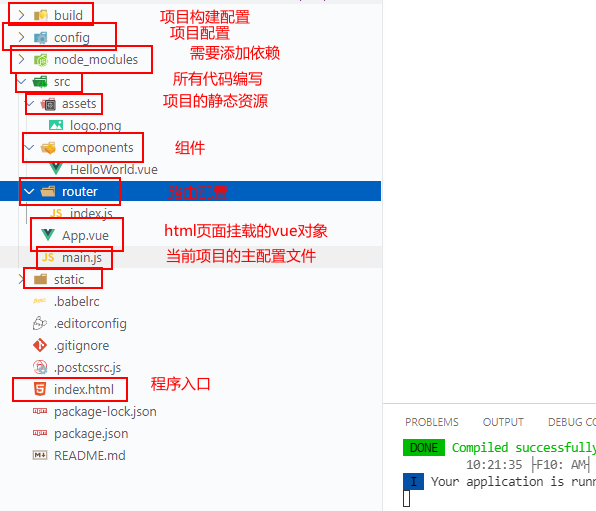 build 项目构建配置
config 项目配置
node_modules 需要添加依赖
src 所有代码编写
assets 项目的静态资源
logo.png
components 组件
HelloWorld.vue
router 路由配置
JS index.js
App.vue html页面挂载的vue对象
JS main.js 当前项目的主配置文件
static
.babelrc
.editorconfig
.gitignore
.postcssrc.js
index.html 程序入口
package-lock.json
package.json
README.md
PROBLEMS OUTPUT DEBUG CO
DONE Compiled successfully
10:21:35 ├F10: AM┤
I Your application is runn